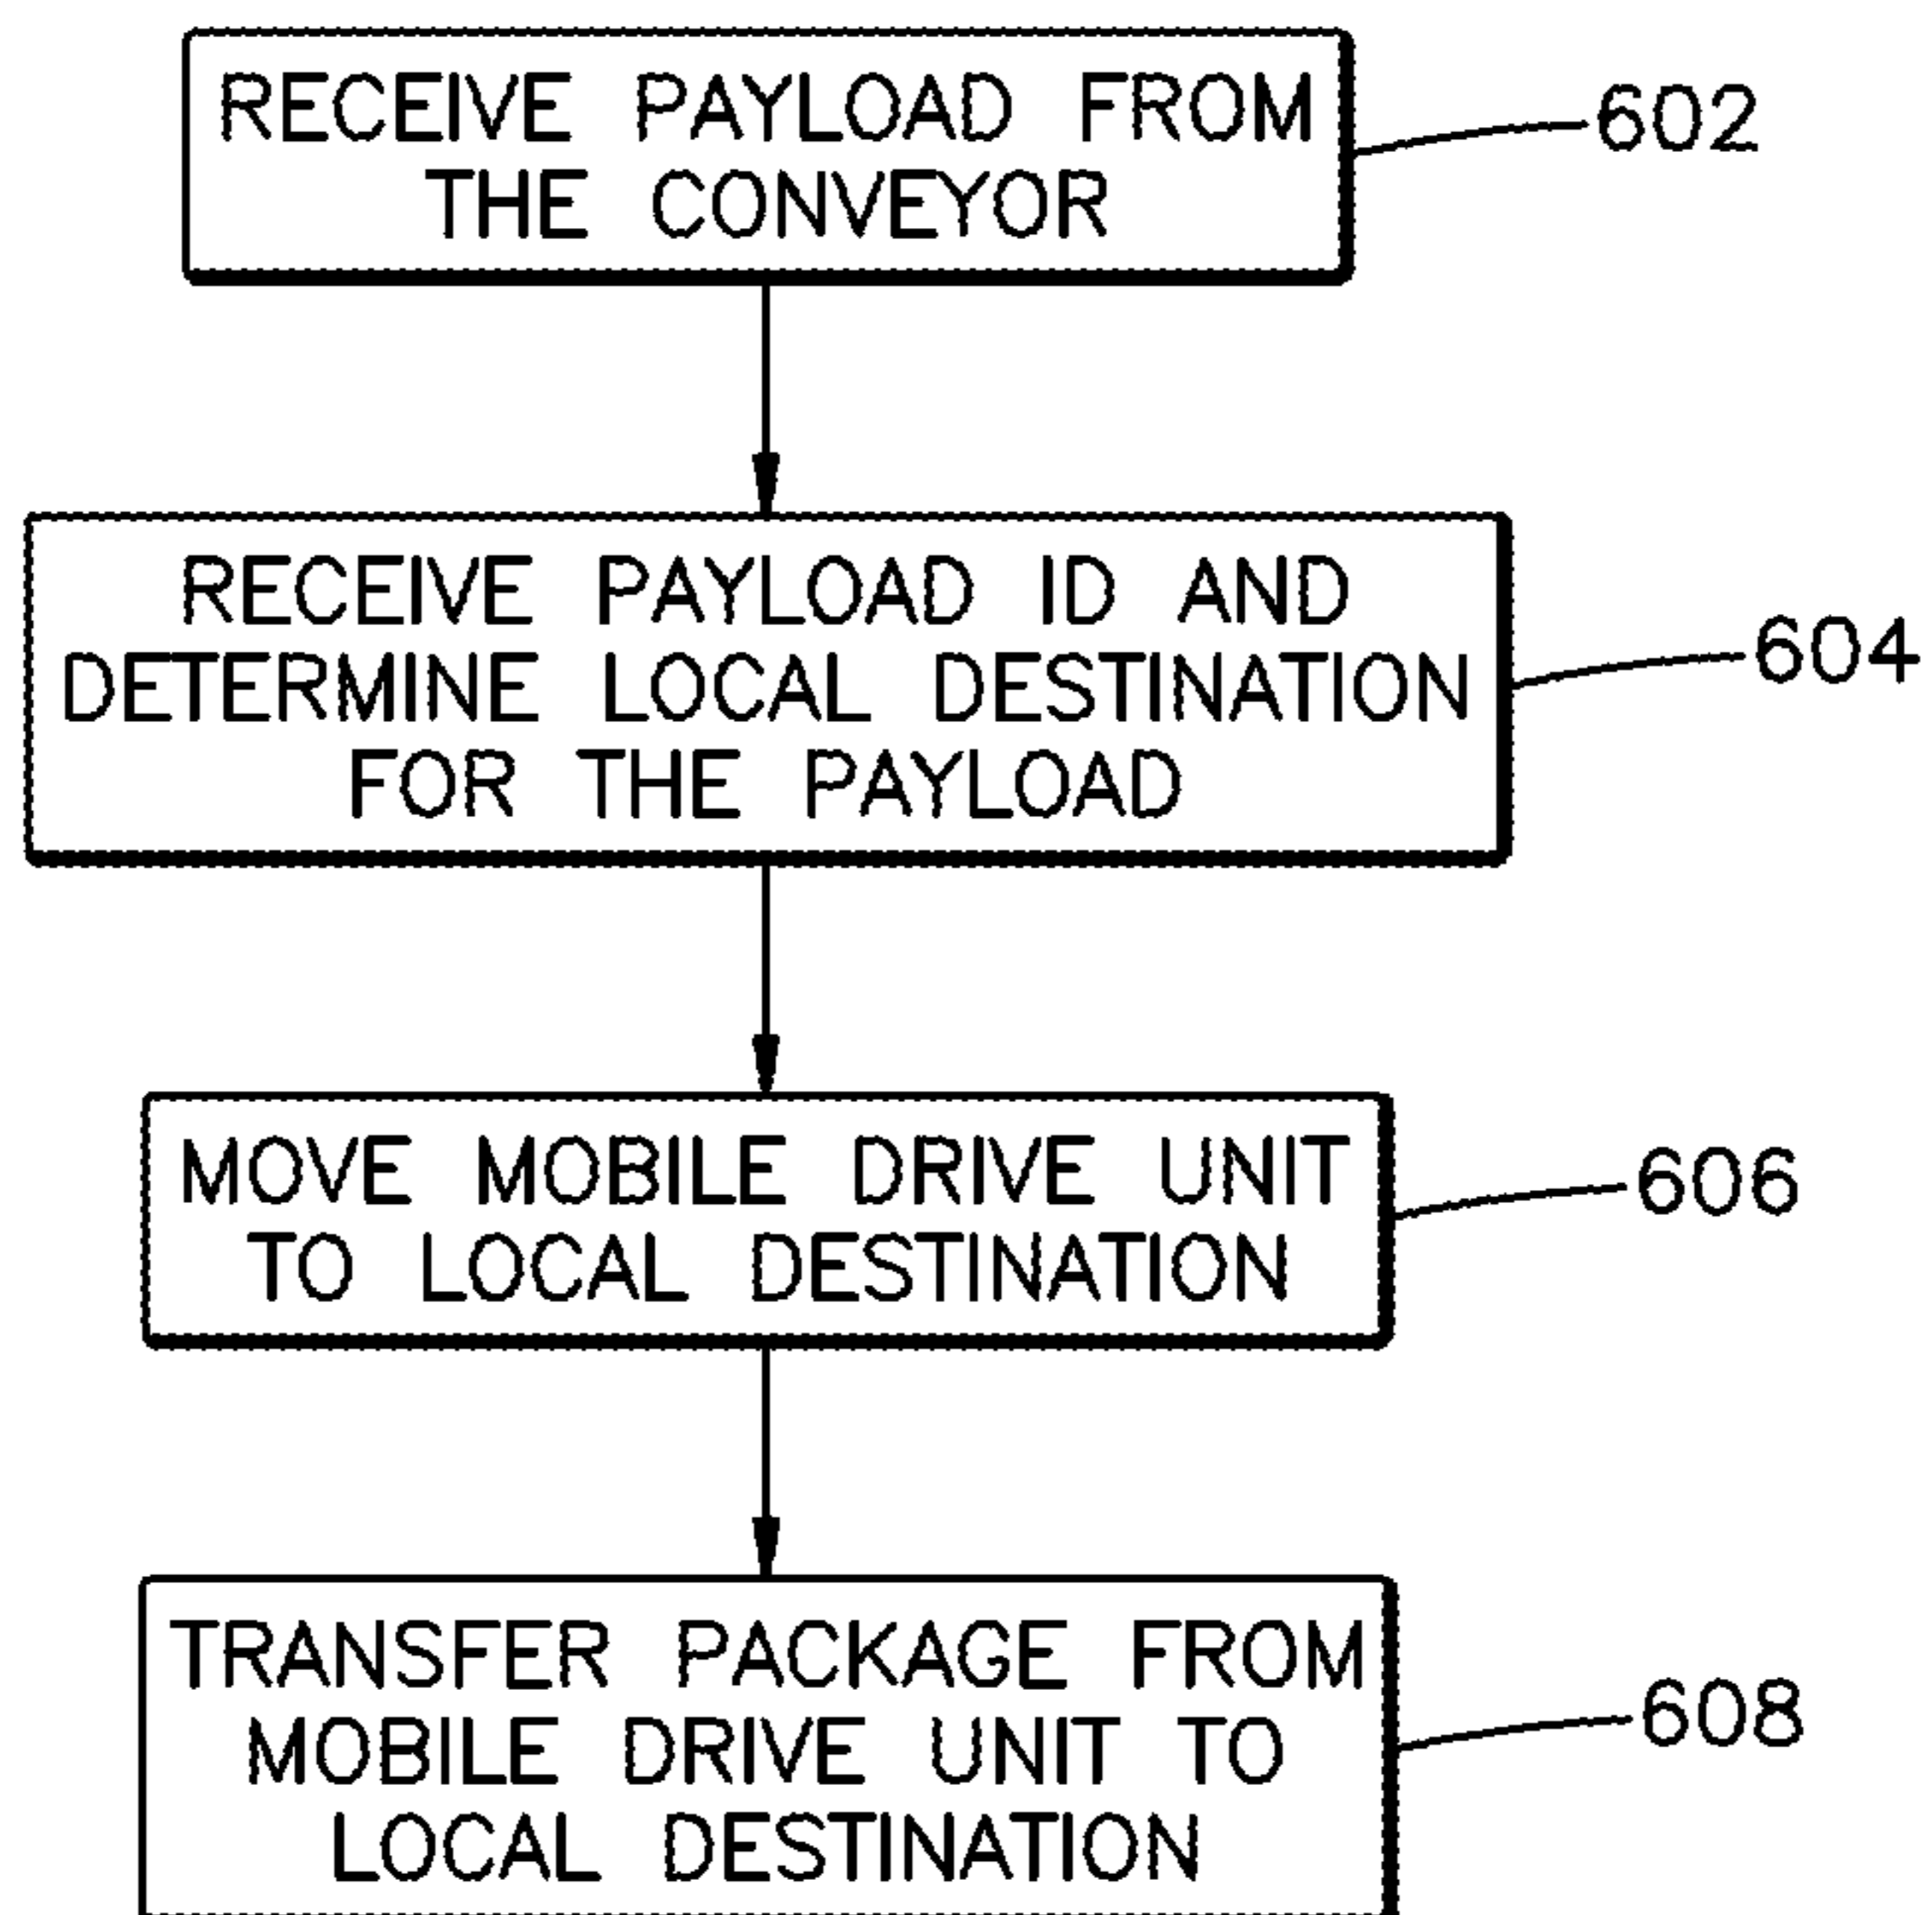 RECEIVE PAYLOAD FROM
THE CONVEYOR
602
RECEIVE PAYLOAD ID AND
DETERMINE LOCAL DESTINATION
FOR THE PAYLOAD
604
MOVE MOBILE DRIVE UNIT
TO LOCAL DESTINATION
606
TRANSFER PACKAGE FROM
MOBILE DRIVE UNIT TO
LOCAL DESTINATION
608